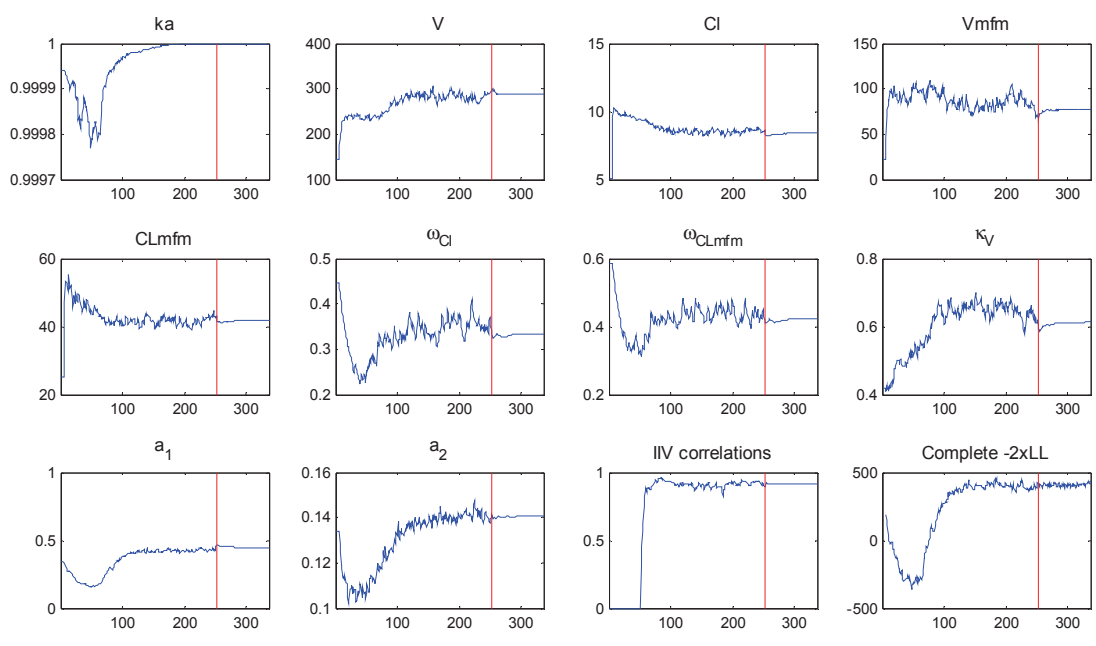 ka
V
Cl
Vmfm
1
0.9999
0.9998
0.9997
100 200 300
400
300
200
100
100 200 300
15
10
5
100 200 300
150
100
50
0
100 200 300
CLmfm
ωCl
ωCLmfm
κV
60
40
20
100 200 300
0.5
0.4
0.3
0.2
100 200 300
0.6
0.4
0.2
100 200 300
0.8
0.6
0.4
100 200 300
a1
a2
IIV correlations
Complete -2xLL
1
0.5
0
100 200 300
0.16
0.14
0.12
0.1
100 200 300
1
0.5
0
100 200 300
500
0
-500
100 200 300